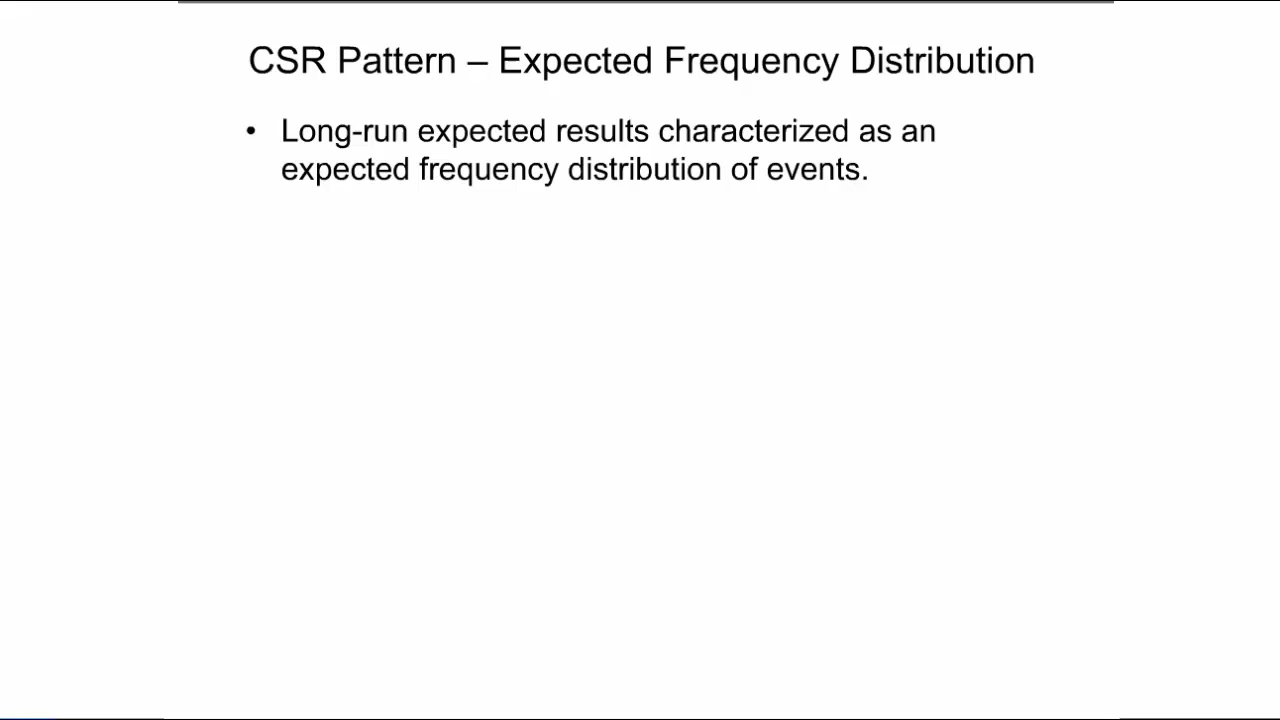 CSR Pattern – Expected Frequency Distribution
• Long-run expected results characterized as an
expected frequency distribution of events.